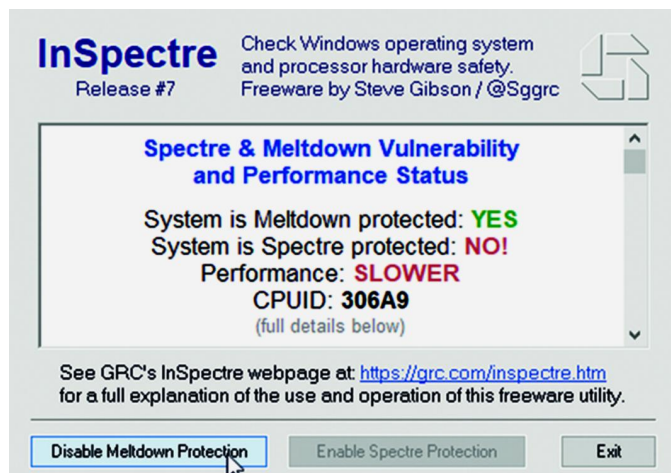 InSpectre
Release #7
Check Windows operating system
and processor hardware safety.
Freeware by Steve Gibson / @Sggrc
Spectre & Meltdown Vulnerability
and Performance Status
System is Meltdown protected: YES
System is Spectre protected: NO!
Performance: SLOWER
CPUID: 306A9
(full details below)
See GRC's InSpectre webpage at: https://grc.com/inspectre.htm
for a full explanation of the use and operation of this freeware utility.
Disable Meltdown Protection
Enable Spectre Protection
Exit